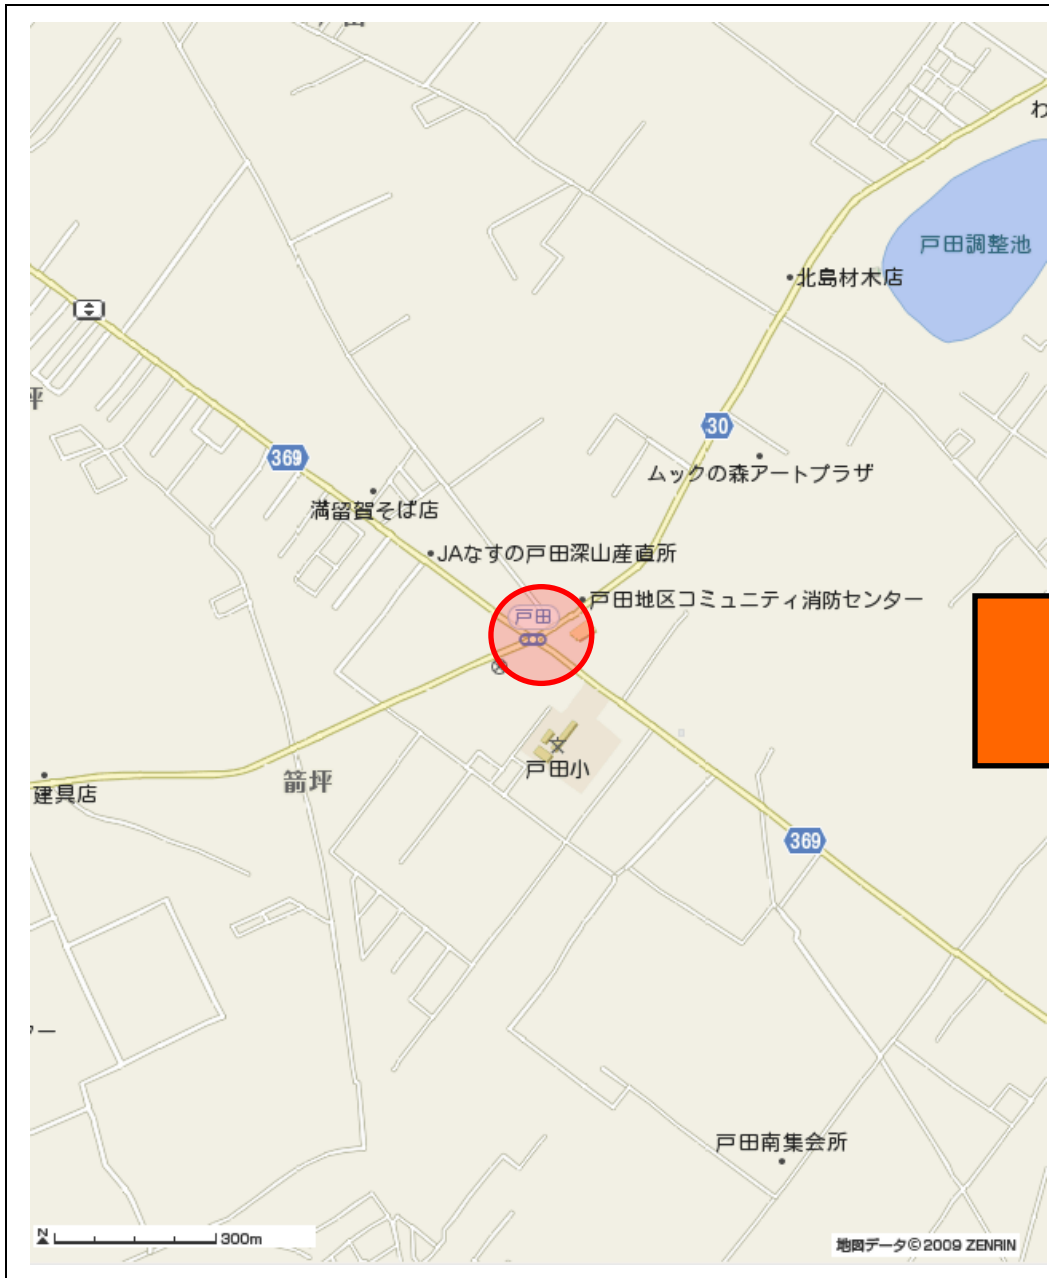 戸田調整池
北島材木店
30
ムックの森アートプラザ
369
満留賀そば店
JAなすの戸田深山産直所
戸田地区コミュニティ消防センター
戸田
文
戸田小
建具店
箭坪
369
戸田南集会所
N
300m
地図データ©2009 ZENRIN